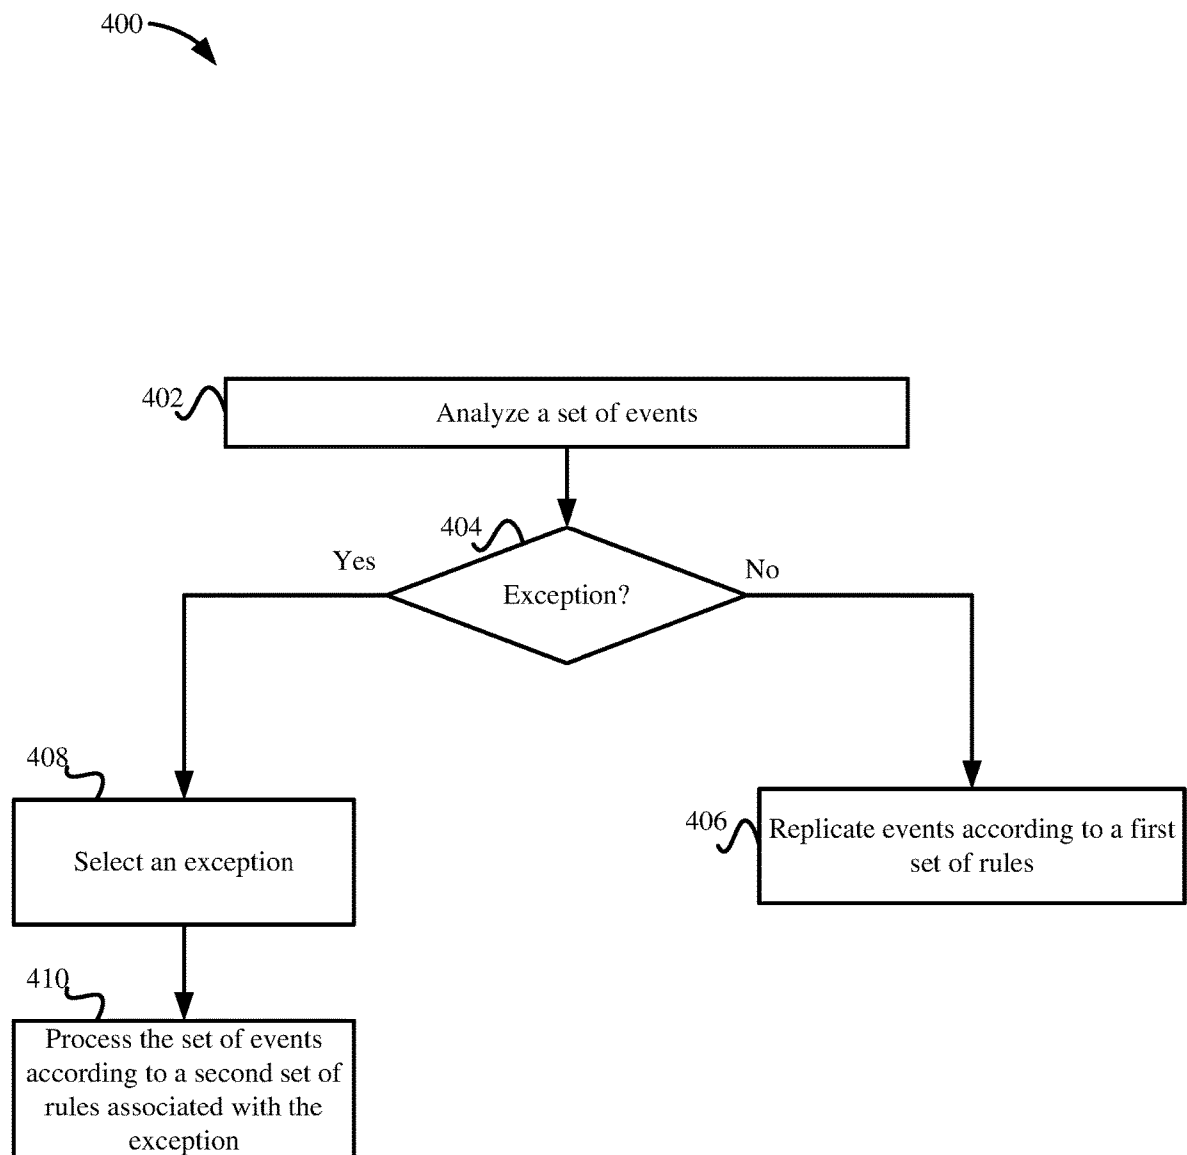 400
402
Analyze a set of events
404
Yes
No
Exception?
408
Select an exception
406
Replicate events according to a first
set of rules
410
Process the set of events
according to a second set of
rules associated with the
exception